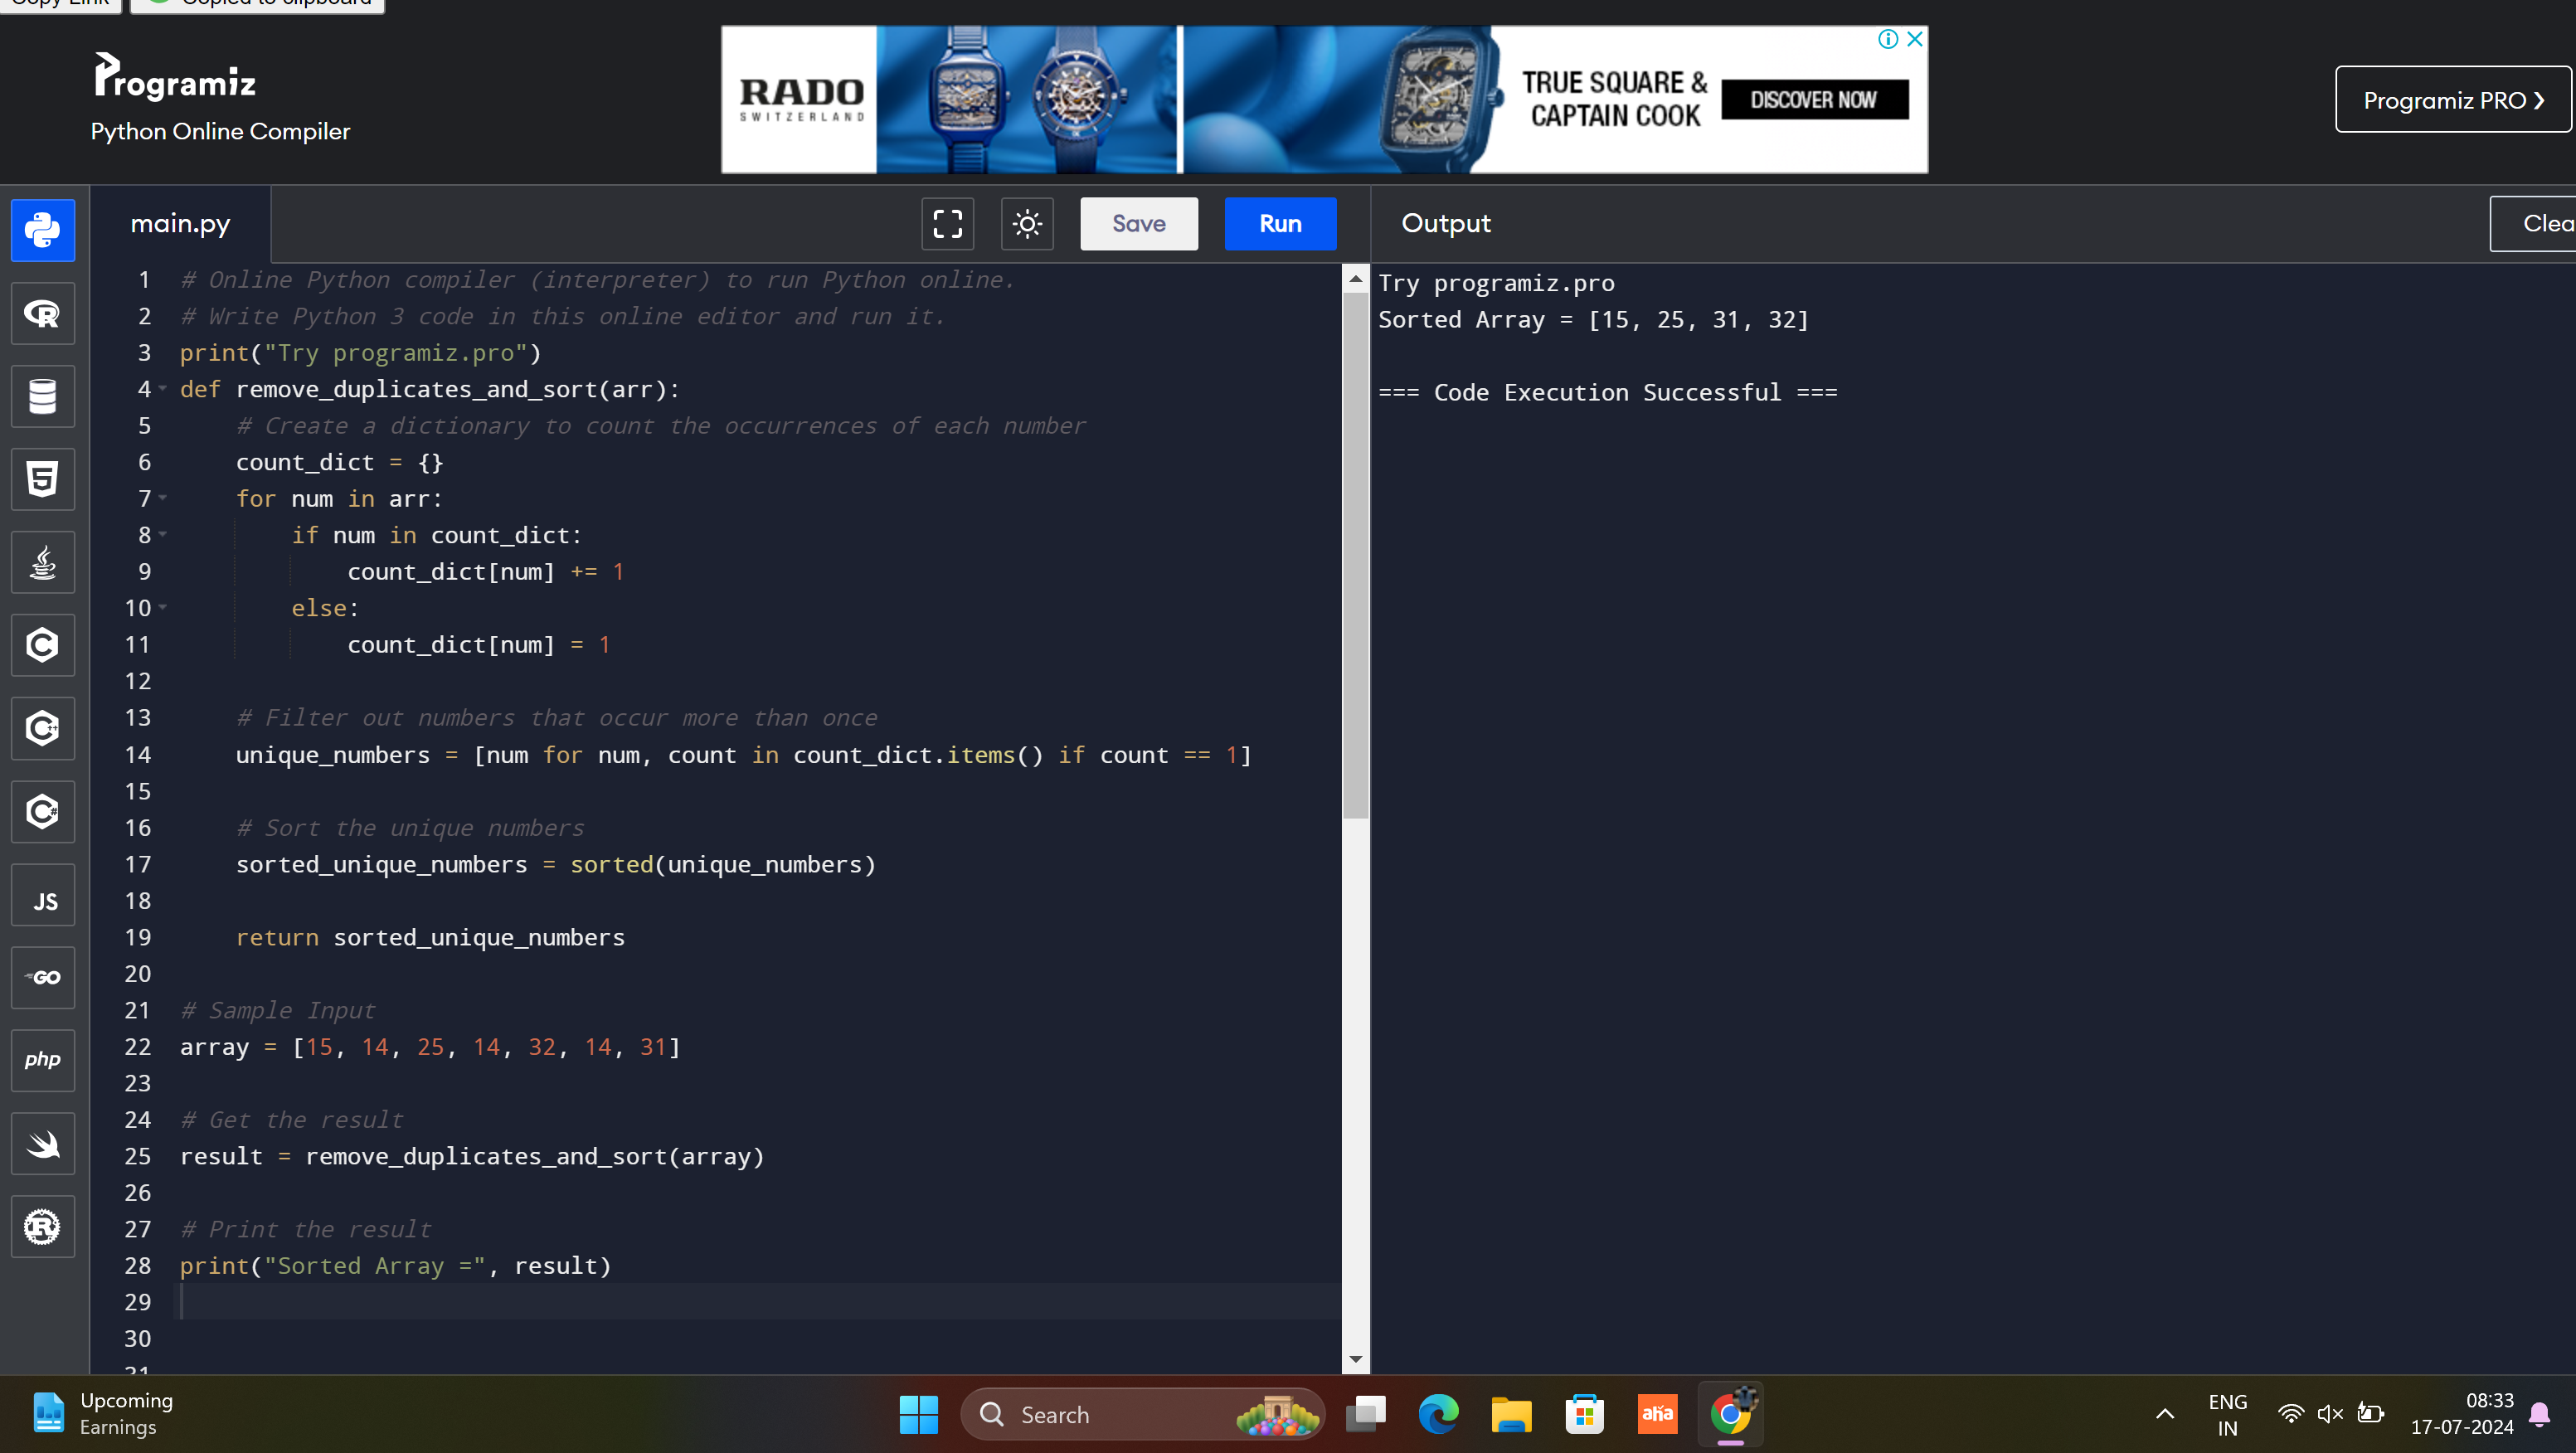 Copy Link
Copied to clipboard
Programiz
Python Online Compiler
RADO
SWITZERLAND
TRUE SQUARE &
CAPTAIN COOK
DISCOVER NOW
Programiz PRO ❯
main.py
Save
Run
Output
Clea
1 # Online Python compiler (interpreter) to run Python online.
2 # Write Python 3 code in this online editor and run it.
3 print("Try programiz.pro")
4 def remove_duplicates_and_sort(arr):
5     # Create a dictionary to count the occurrences of each number
6     count_dict = {}
7     for num in arr:
8         if num in count_dict:
9             count_dict[num] += 1
10         else:
11             count_dict[num] = 1
12
13     # Filter out numbers that occur more than once
14     unique_numbers = [num for num, count in count_dict.items() if count == 1]
15
16     # Sort the unique numbers
17     sorted_unique_numbers = sorted(unique_numbers)
18
19     return sorted_unique_numbers
20
21 # Sample Input
22 array = [15, 14, 25, 14, 32, 14, 31]
23
24 # Get the result
25 result = remove_duplicates_and_sort(array)
26
27 # Print the result
28 print("Sorted Array =", result)
29
30
31
Try programiz.pro
Sorted Array = [15, 25, 31, 32]
=== Code Execution Successful ===
R
5
C
C++
C#
JS
GO
php
R
Upcoming
Earnings
Search
aha
ENG
IN
08:33
17-07-2024